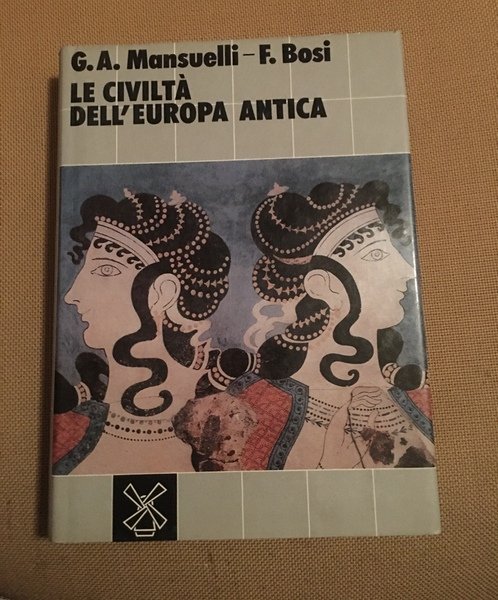 G.A. Mansuelli – F. Bosi
LE CIVILTÀ
DELL'EUROPA ANTICA